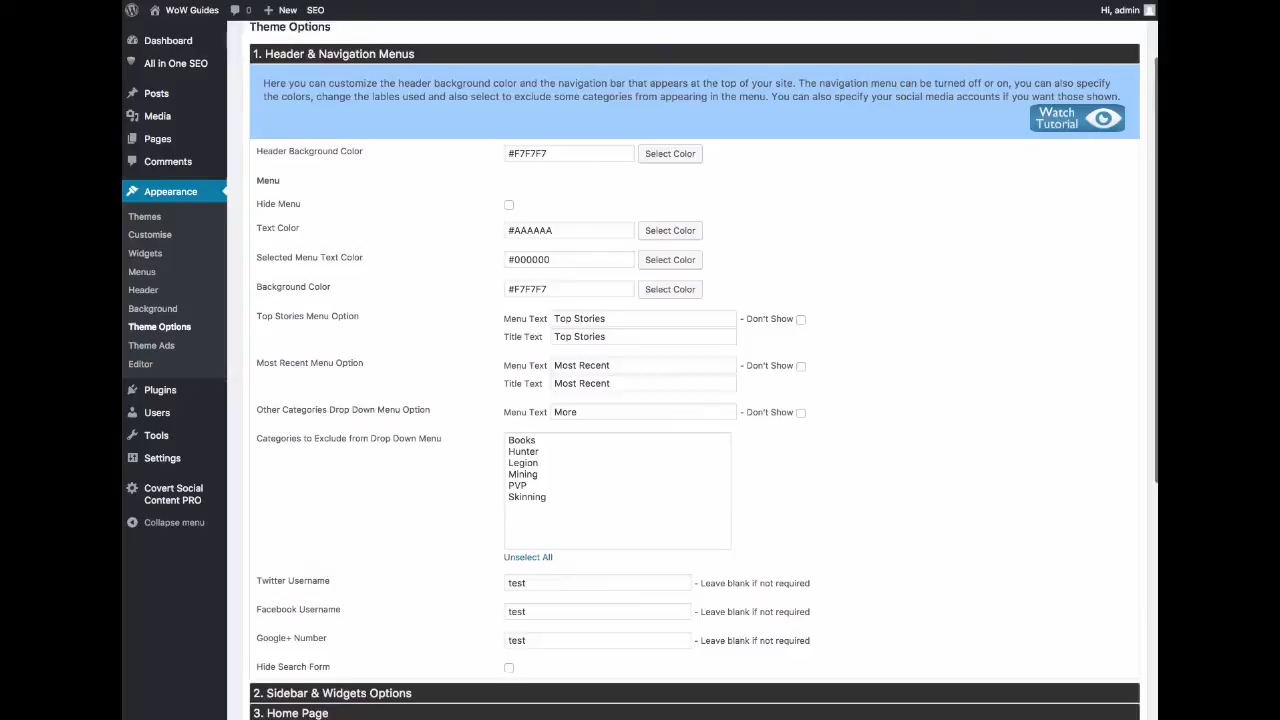 WoW Guides 0 New SEO Hi, admin
Dashboard
All in One SEO
Posts
Media
Pages
Comments
Appearance
Themes
Customise
Widgets
Menus
Header
Background
Theme Options
Theme Ads
Editor
Plugins
Users
Tools
Settings
Covert Social
Content PRO
Collapse menu
Theme Options
1. Header & Navigation Menus
Here you can customize the header background color and the navigation bar that appears at the top of your site. The navigation menu can be turned off or on, you can also specify
the colors, change the lables used and also select to exclude some categories from appearing in the menu. You can also specify your social media accounts if you want those shown.
Watch
Tutorial
Header Background Color #F7F7F7 Select Color
Menu
Hide Menu
Text Color #AAAAAA Select Color
Selected Menu Text Color #000000 Select Color
Background Color #F7F7F7 Select Color
Top Stories Menu Option Menu Text Top Stories - Don't Show
Title Text Top Stories
Most Recent Menu Option Menu Text Most Recent - Don't Show
Title Text Most Recent
Other Categories Drop Down Menu Option Menu Text More - Don't Show
Categories to Exclude from Drop Down Menu
Books
Hunter
Legion
Mining
PVP
Skinning
Unselect All
Twitter Username test - Leave blank if not required
Facebook Username test - Leave blank if not required
Google+ Number test - Leave blank if not required
Hide Search Form
2. Sidebar & Widgets Options
3. Home Page